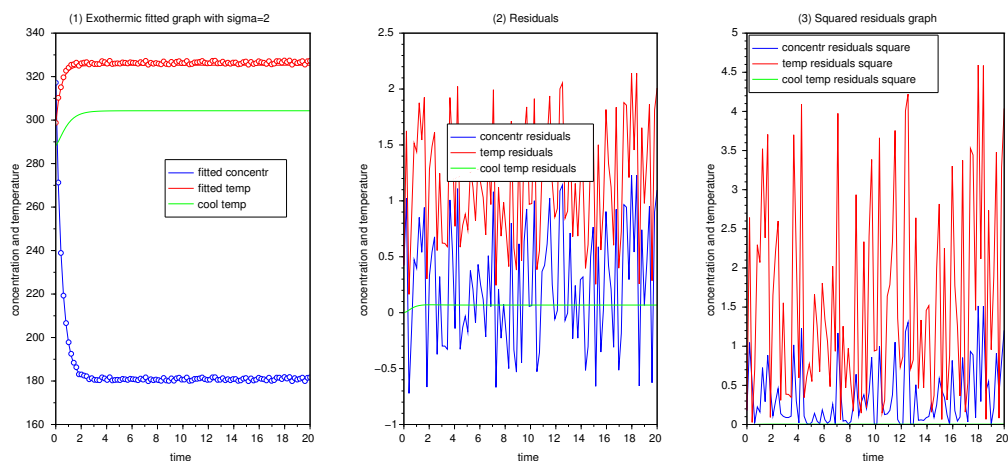 (1) Exothermic fitted graph with sigma=2
340
320
300
280
260
240
220
200
180
160
concentration and temperature
fitted concentr
fitted temp
cool temp
0 2 4 6 8 10 12 14 16 18 20
time
(2) Residuals
2.5
2
1.5
1
0.5
0
−0.5
−1
concentration and temperature
concentr residuals
temp residuals
cool temp residuals
0 2 4 6 8 10 12 14 16 18 20
time
(3) Squared residuals graph
5
4.5
4
3.5
3
2.5
2
1.5
1
0.5
0
concentration and temperature
concentr residuals square
temp residuals square
cool temp residuals square
0 2 4 6 8 10 12 14 16 18 20
time